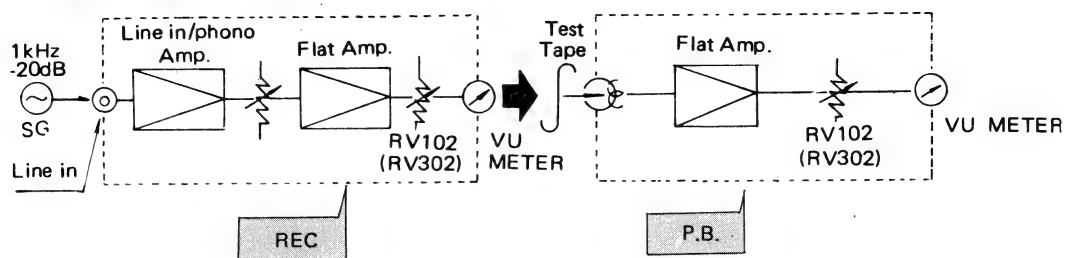 1kHz
-20dB
SG
Line in
Line in/phono
Amp.
Flat Amp.
RV102
(RV302)
VU
METER
REC
Test
Tape
Flat Amp.
RV102
(RV302)
VU METER
P.B.